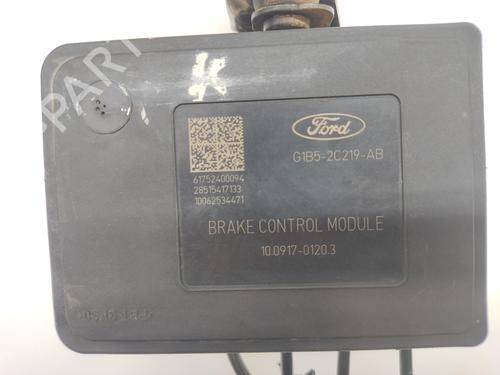 Ford
G1B5-2C219-AB
61752400094
28515417133
10062534471
BRAKE CONTROL MODULE
10.0917-0120.3